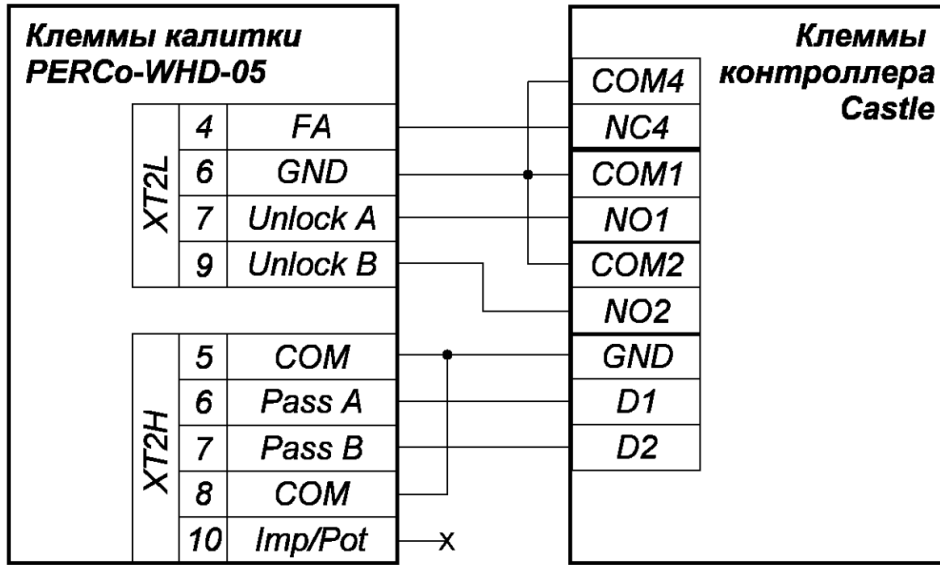 Клеммы калитки
PERCo-WHD-05
XT2L
4 FA
6 GND
7 Unlock A
9 Unlock B
XT2H
5 COM
6 Pass A
7 Pass B
8 COM
10 Imp/Pot
X
Клеммы
контроллера
Castle
COM4
NC4
COM1
NO1
COM2
NO2
GND
D1
D2